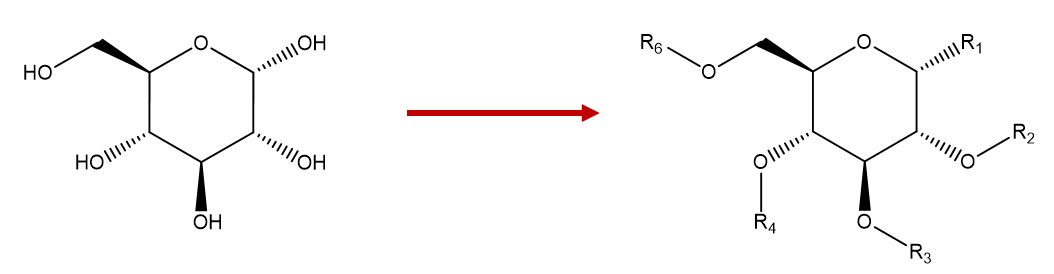 O OH
HO
HO OH
OH
R₆ O R₁
O
O R₂
O
R₄
O
R₃